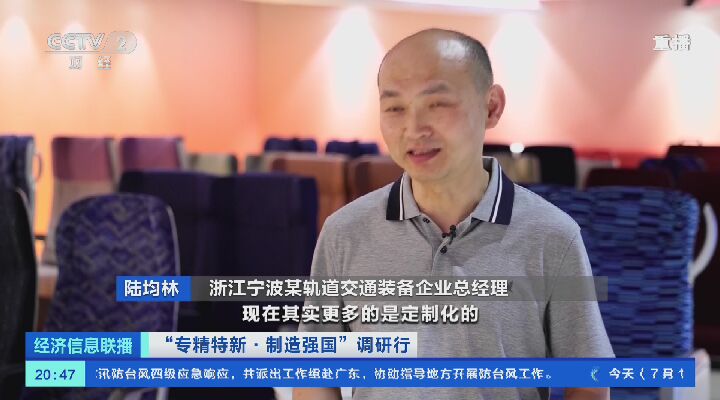 CCTV 2
财经
重播
陆均林 浙江宁波某轨道交通装备企业总经理
现在其实更多的是定制化的
经济信息联播 “专精特新·制造强国”调研行
20:47 汛防台风四级应急响应，共派出工作组赴广东，协助指导地方开展防台风工作。 今天（7月1